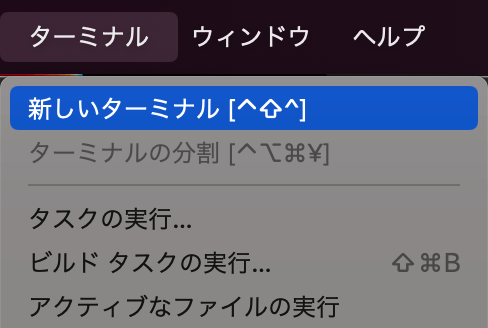 ターミナル ウィンドウ ヘルプ
新しいターミナル [^⇧^]
ターミナルの分割 [^⌥⌘¥]
タスクの実行...
ビルド タスクの実行... ⇧⌘B
アクティブなファイルの実行